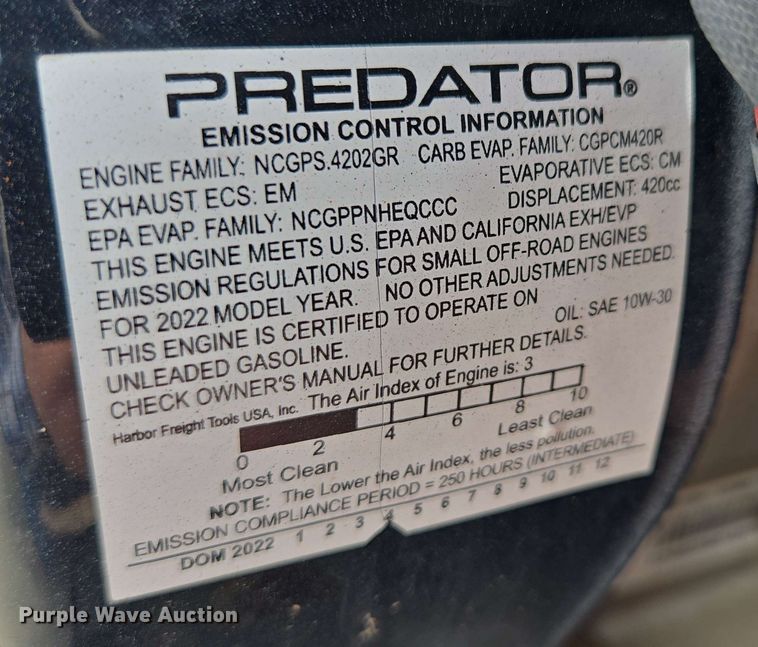 PREDATOR®
EMISSION CONTROL INFORMATION
ENGINE FAMILY: NCGPS.4202GR CARB EVAP. FAMILY: CGPCM420R
EXHAUST ECS: EM EVAPORATIVE ECS: CM
EPA EVAP. FAMILY: NCGPPNHEQCCC DISPLACEMENT: 420cc
THIS ENGINE MEETS U.S. EPA AND CALIFORNIA EXH/EVP
EMISSION REGULATIONS FOR SMALL OFF-ROAD ENGINES
FOR 2022 MODEL YEAR. NO OTHER ADJUSTMENTS NEEDED.
THIS ENGINE IS CERTIFIED TO OPERATE ON
UNLEADED GASOLINE. OIL: SAE 10W-30
CHECK OWNER'S MANUAL FOR FURTHER DETAILS.
Harbor Freight Tools USA, Inc. The Air Index of Engine is: 3
0 2 4 6 8 10
Most Clean Least Clean
NOTE: The Lower the Air Index, the less pollution.
EMISSION COMPLIANCE PERIOD = 250 HOURS (INTERMEDIATE)
DOM 2022 1 2 3 4 5 6 7 8 9 10 11 12
Purple Wave Auction